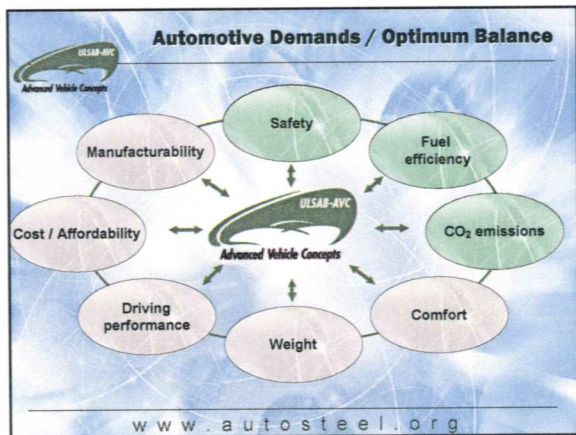 Automotive Demands / Optimum Balance
ULSAB-AVC
Advanced Vehicle Concepts
Safety
Manufacturability
Fuel
efficiency
Cost / Affordability
ULSAB-AVC
Advanced Vehicle Concepts
CO₂ emissions
Driving
performance
Comfort
Weight
www.autosteel.org